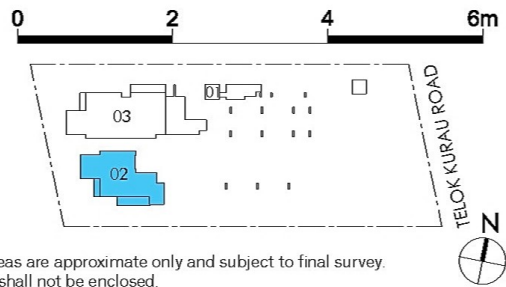 0 2 4 6m
01
03
02
TELOK KURAU ROAD
N
eas are approximate only and subject to final survey.
shall not be enclosed.